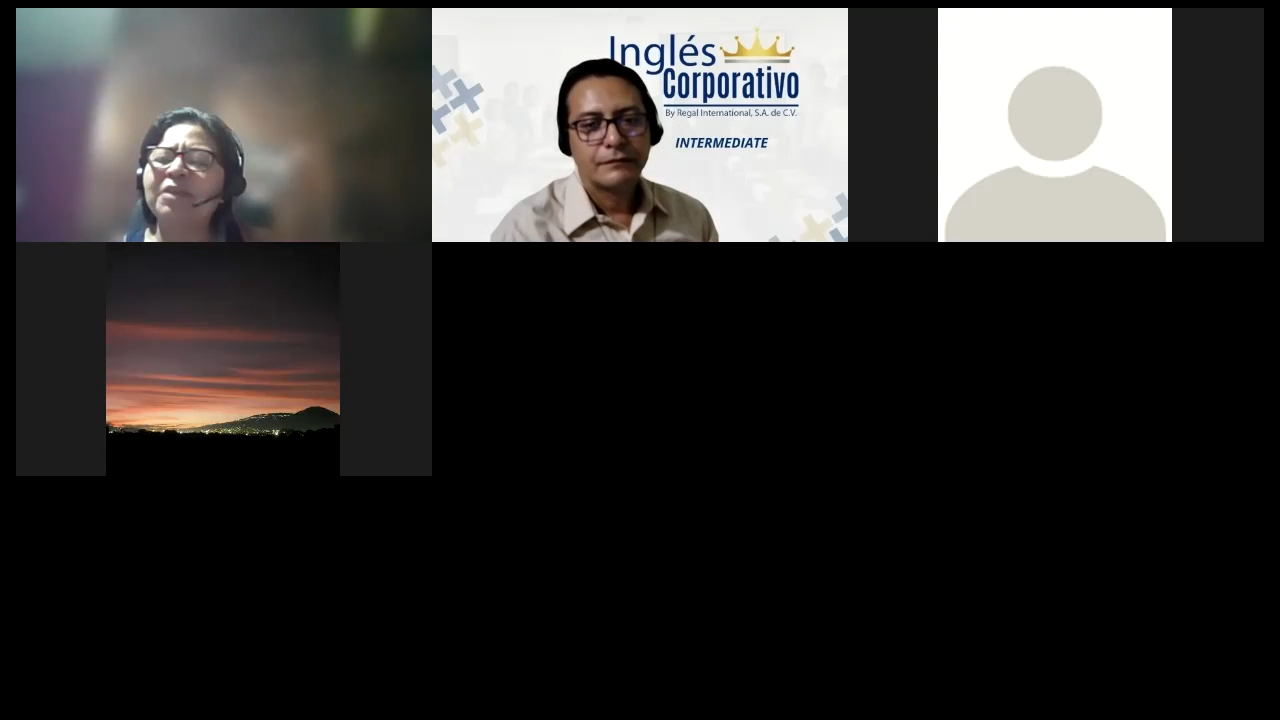 Inglés
Corporativo
By Regal International, S.A. de C.V.
INTERMEDIATE